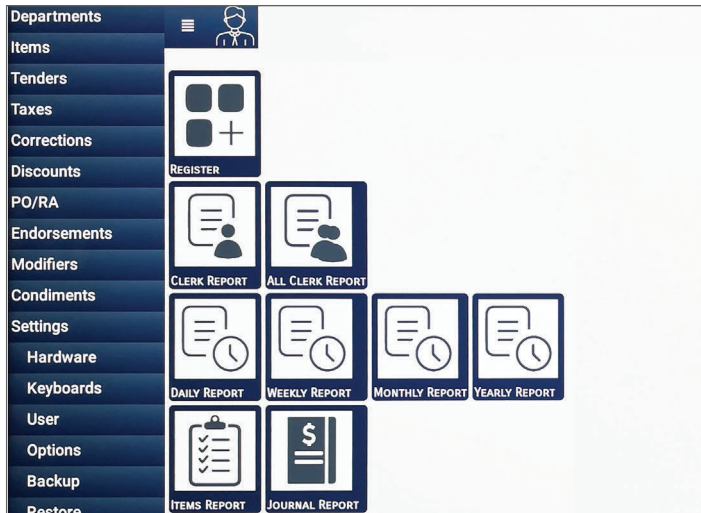 Departments
Items
Tenders
Taxes
Corrections
Discounts
PO/RA
Endorsements
Modifiers
Condiments
Settings
Hardware
Keyboards
User
Options
Backup
Restore
REGISTER
CLERK REPORT
ALL CLERK REPORT
DAILY REPORT
WEEKLY REPORT
MONTHLY REPORT
YEARLY REPORT
$
ITEMS REPORT
JOURNAL REPORT